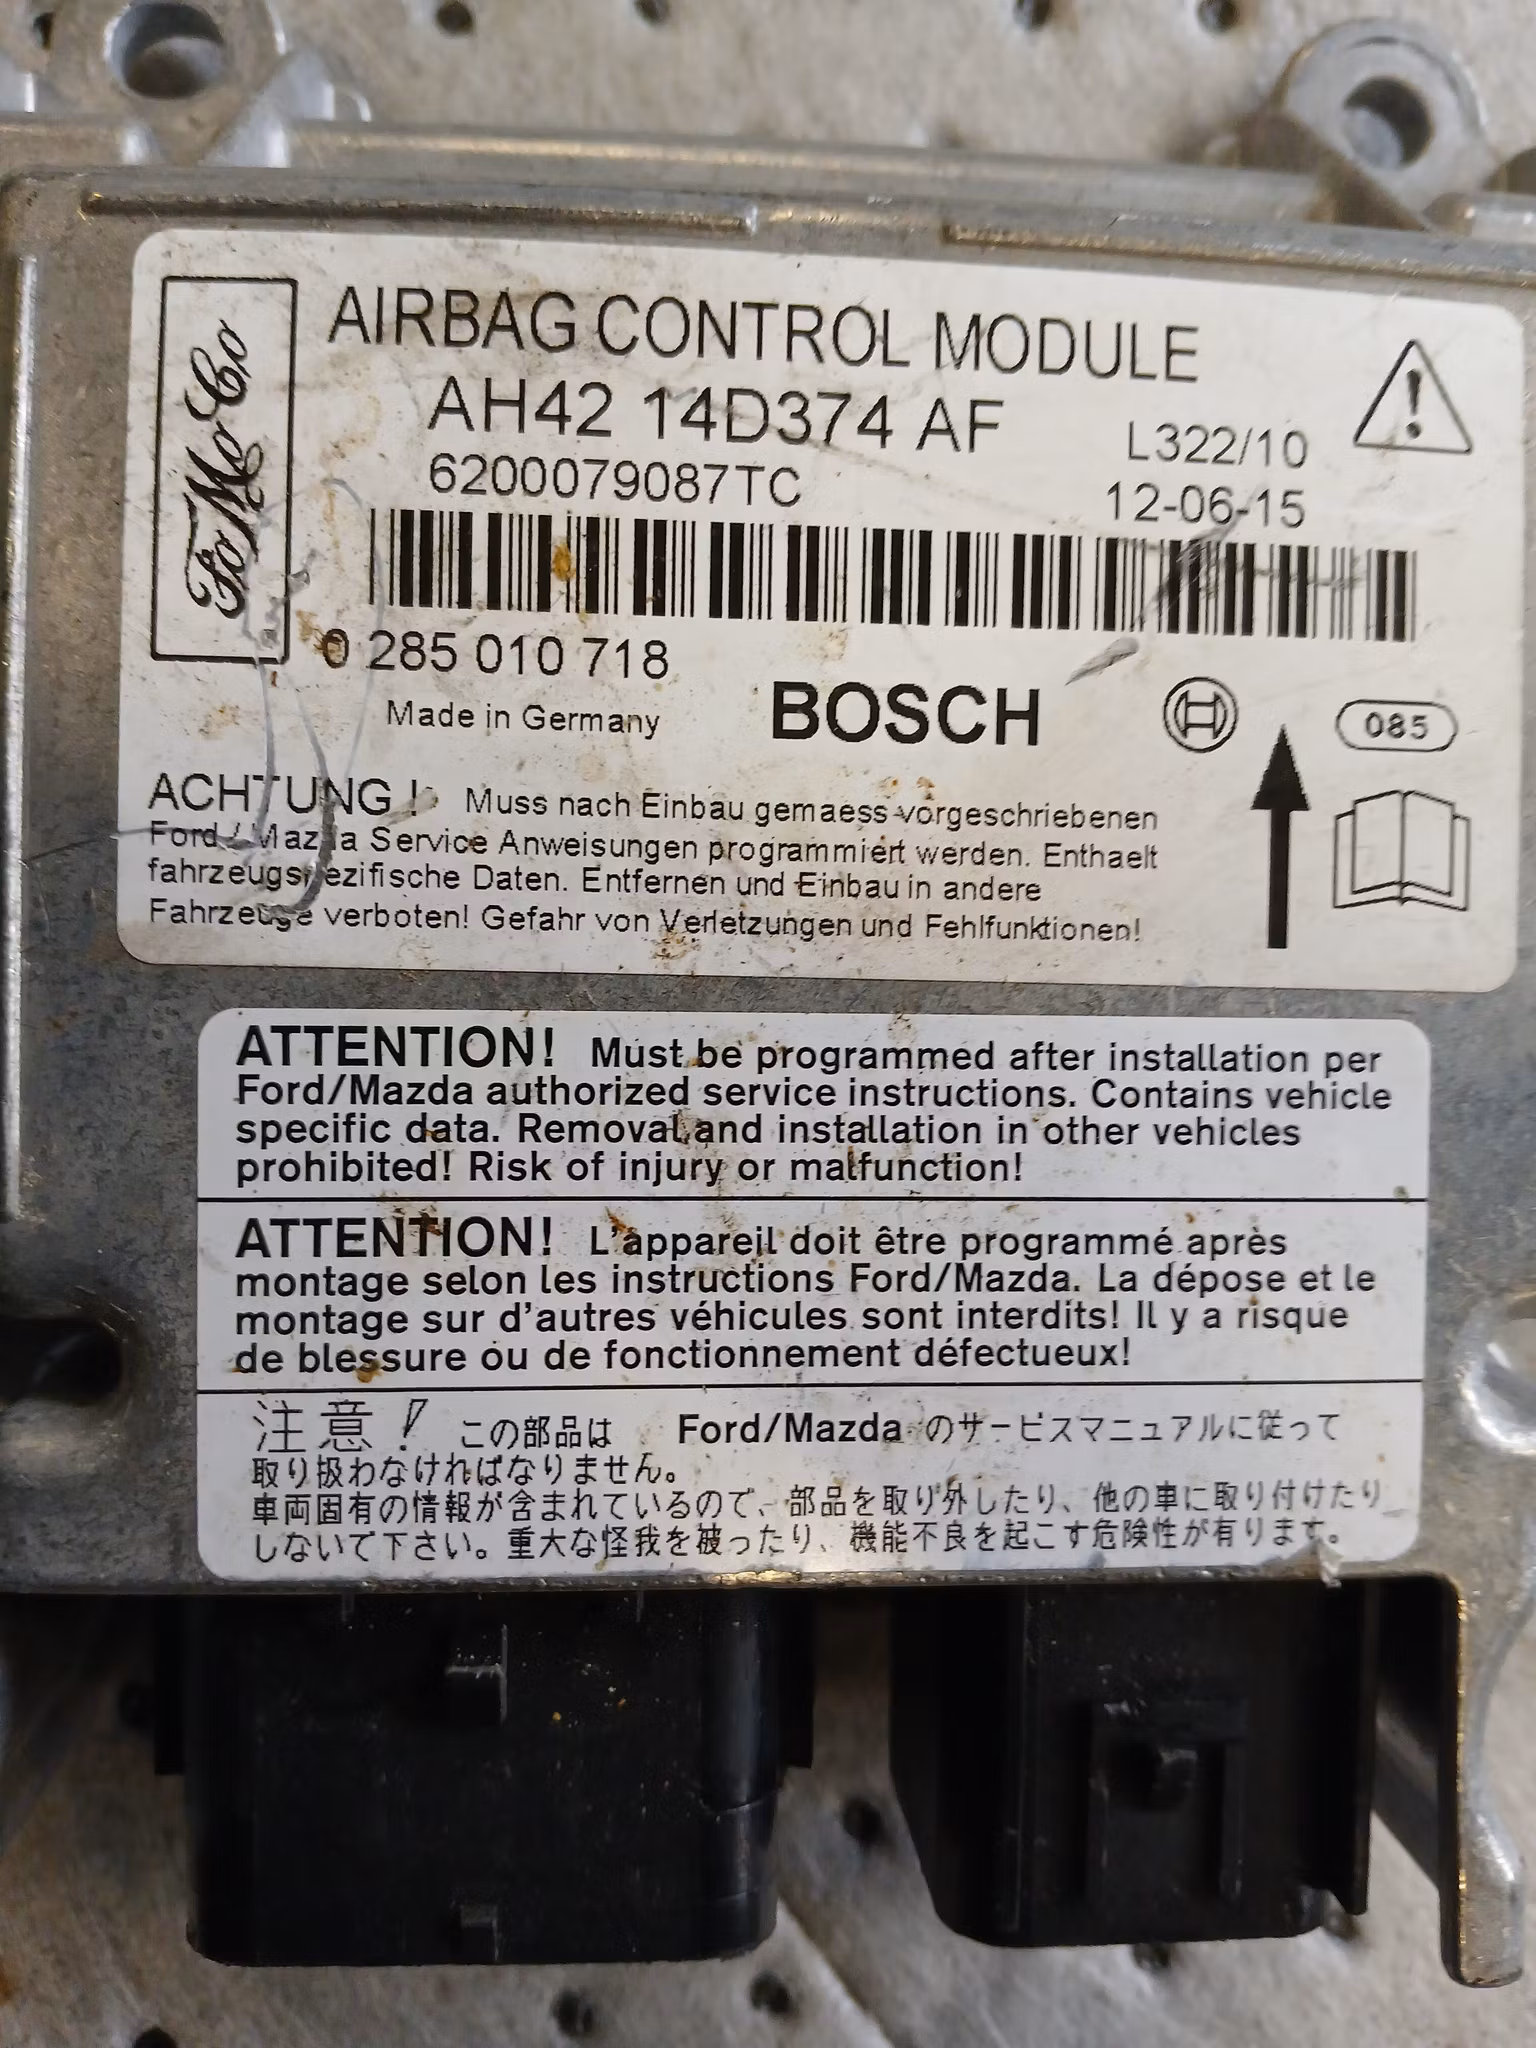 FoMoCo
AIRBAG CONTROL MODULE
AH42 14D374 AF
L322/10
6200079087TC
12-06-15
0 285 010 718
Made in Germany
BOSCH
085
ACHTUNG ! Muss nach Einbau gemaess vorgeschriebenen
Ford / Mazda Service Anweisungen programmiert werden. Enthaelt
fahrzeugspezifische Daten. Entfernen und Einbau in andere
Fahrzeuge verboten! Gefahr von Verletzungen und Fehlfunktionen!
ATTENTION! Must be programmed after installation per
Ford/Mazda authorized service instructions. Contains vehicle
specific data. Removal and installation in other vehicles
prohibited! Risk of injury or malfunction!
ATTENTION! L'appareil doit être programmé après
montage selon les instructions Ford/Mazda. La dépose et le
montage sur d'autres véhicules sont interdits! Il y a risque
de blessure ou de fonctionnement défectueux!
注意! この部品は Ford/Mazda のサービスマニュアルに従って
取り扱わなければなりません。
車両固有の情報が含まれているので、部品を取り外したり、他の車に取り付けたり
しないで下さい。重大な怪我を被ったり、機能不良を起こす危険性が有ります。